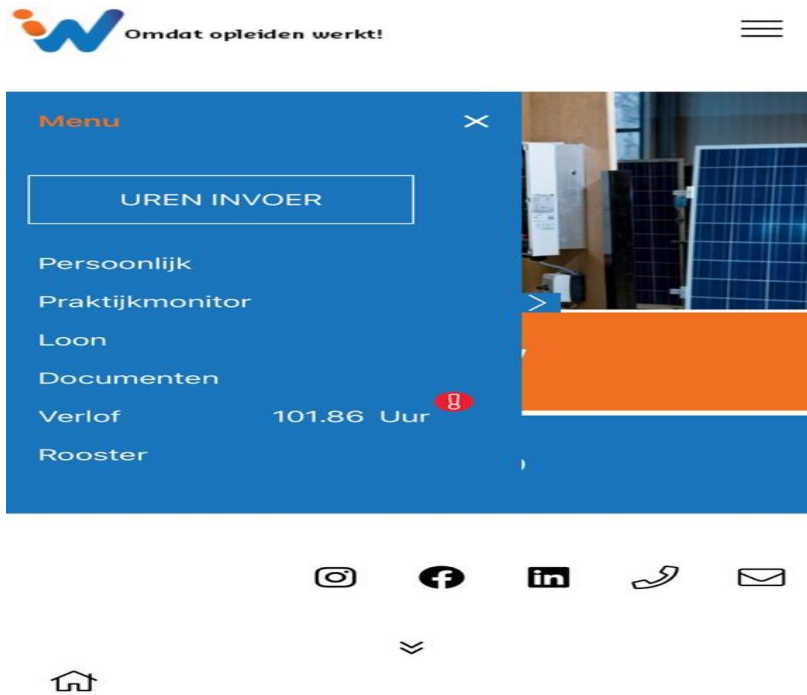 Omdat opleiden werkt!
Menu
UREN INVOER
Persoonlijk
Praktijkmonitor
Loon
Documenten
Verlof 101.86 Uur
Rooster